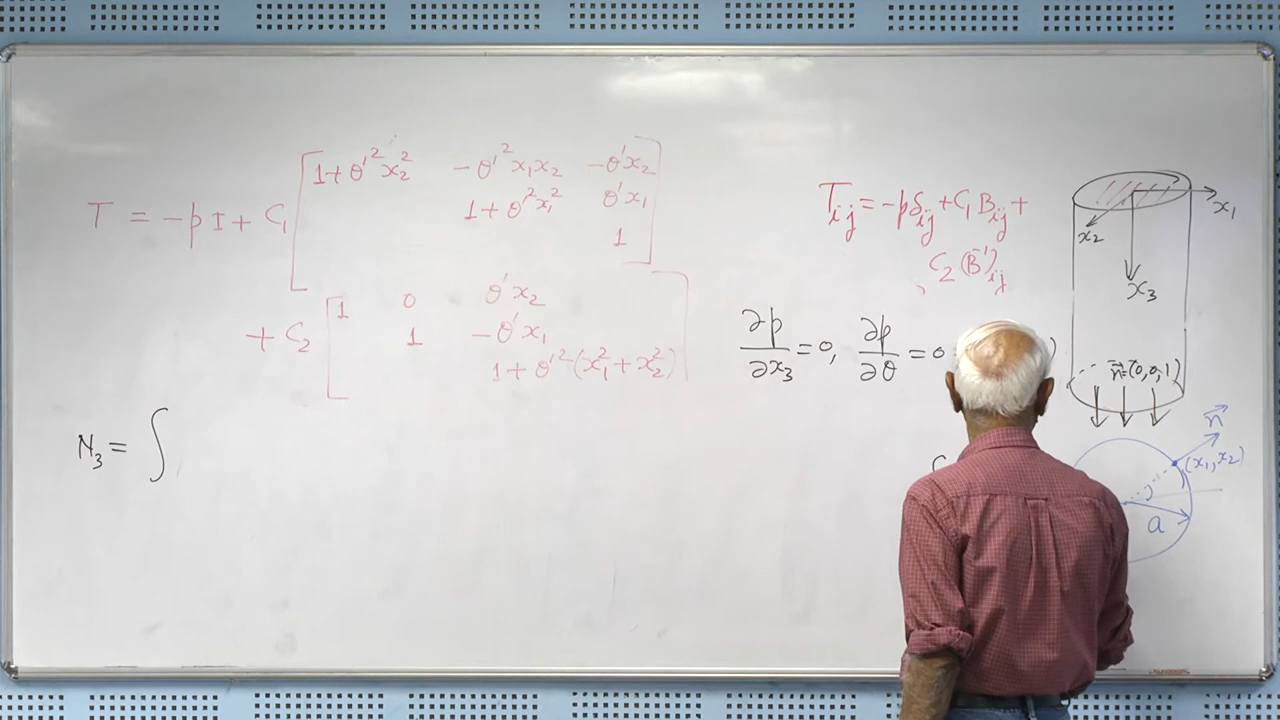 T = -pI + C₁ [ 1+θ'²x₂² -θ'²x₁x₂ -θ'x₂
1+θ'²x₁² θ'x₁
1 ]
+ C₂ [ 1 0 θ'x₂
1 -θ'x₁
1+θ'²(x₁²+x₂²) ]
N₃ = ∫
Tᵢⱼ = -pδᵢⱼ + C₁Bᵢⱼ +
C₂(B⁻¹)ᵢⱼ
∂p/∂x₃ = 0, ∂p/∂θ = 0
x₁
x₂
x₃
n⃗=(0,0,1)
n⃗
(x₁,x₂)
a